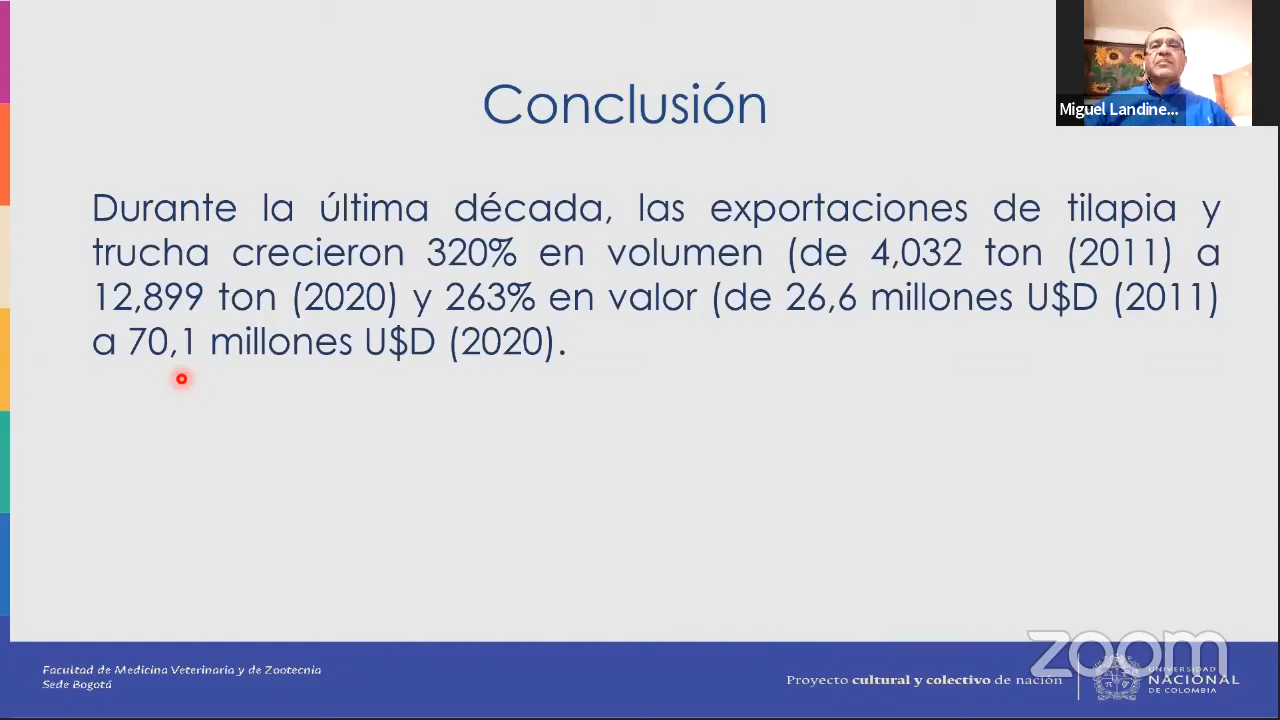 Conclusión
Miguel Landine...
Durante la última década, las exportaciones de tilapia y
trucha crecieron 320% en volumen (de 4,032 ton (2011) a
12,899 ton (2020) y 263% en valor (de 26,6 millones U$D (2011)
a 70,1 millones U$D (2020).
Facultad de Medicina Veterinaria y de Zootecnia
Sede Bogotá
Proyecto cultural y colectivo de nación
zoom
UNIVERSIDAD
NACIONAL
DE COLOMBIA